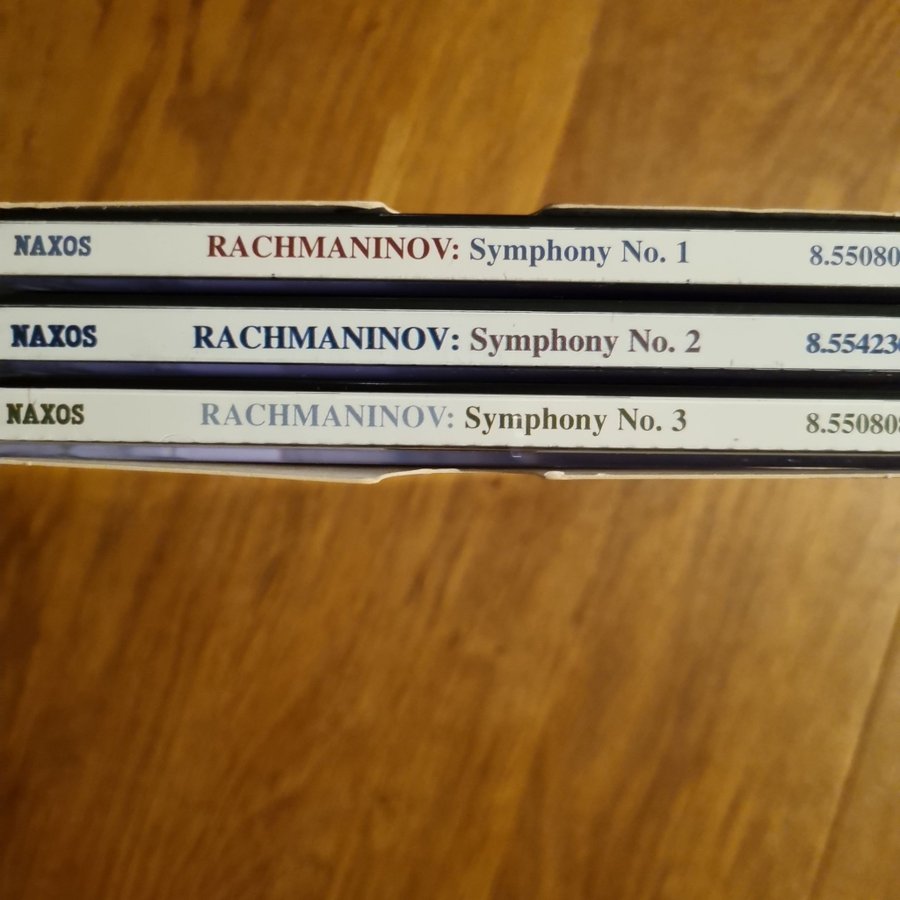 NAXOS RACHMANINOV: Symphony No. 1 8.55080
NAXOS RACHMANINOV: Symphony No. 2 8.55423
NAXOS RACHMANINOV: Symphony No. 3 8.55080